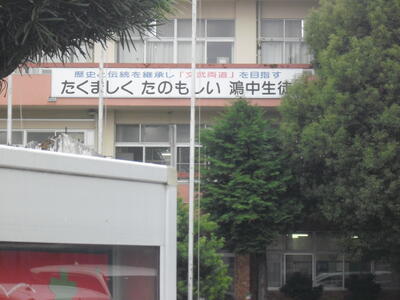 歴史と伝統を継承し「文武両道」を目指す
たくましく たのもしい 鴻中生徒